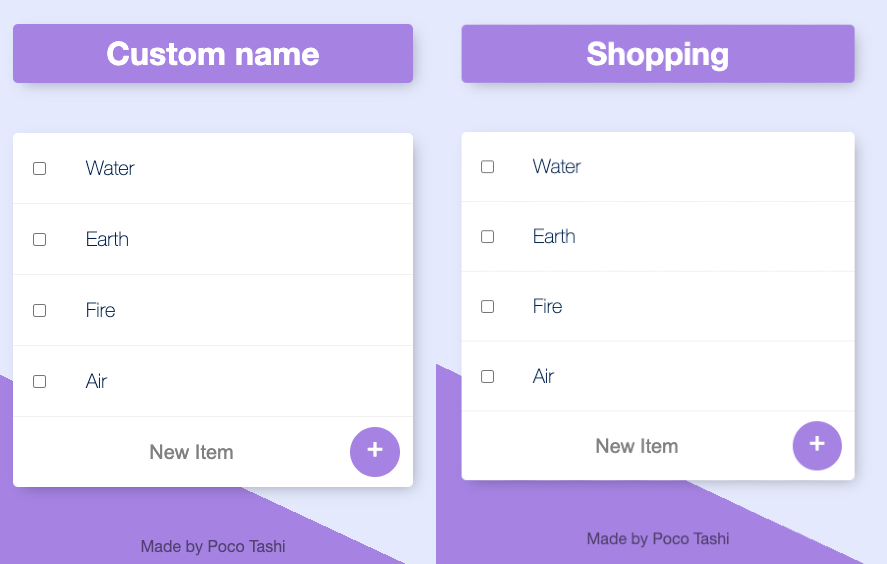 Custom name
Water
Earth
Fire
Air
New Item
+
Made by Poco Tashi
Shopping
Water
Earth
Fire
Air
New Item
+
Made by Poco Tashi